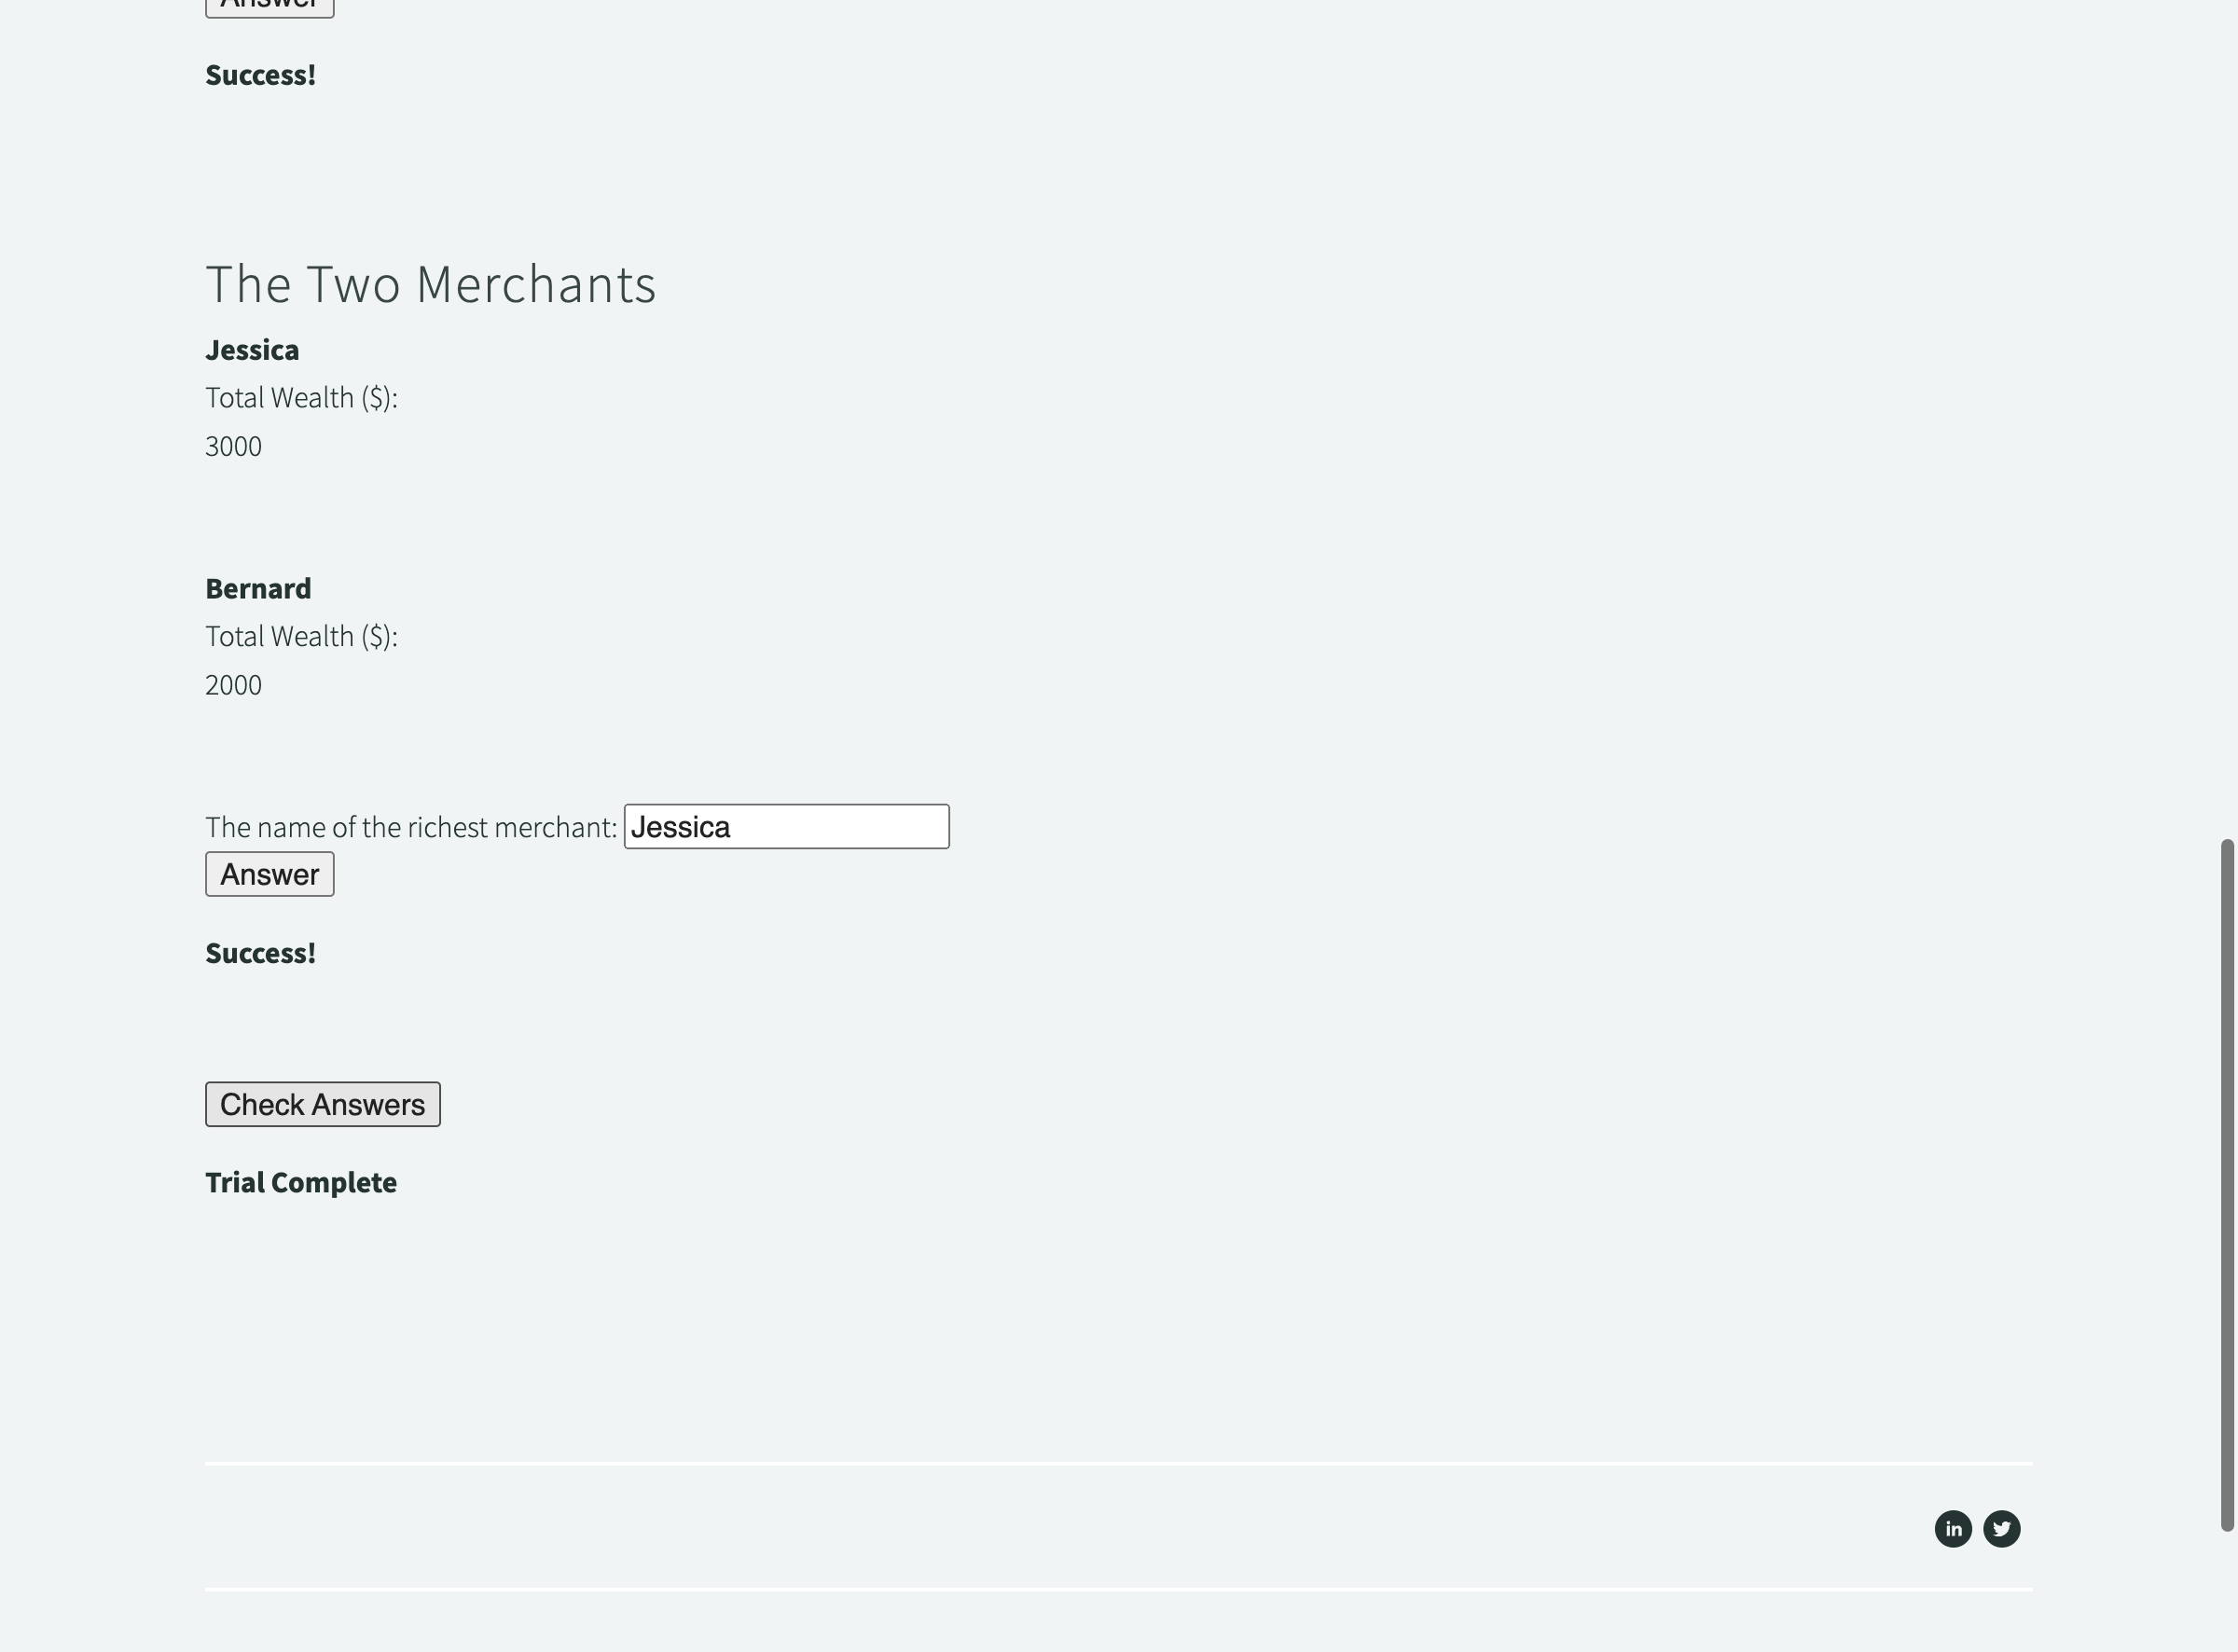 Answer
Success!
The Two Merchants
Jessica
Total Wealth ($):
3000
Bernard
Total Wealth ($):
2000
The name of the richest merchant: Jessica
Answer
Success!
Check Answers
Trial Complete
in